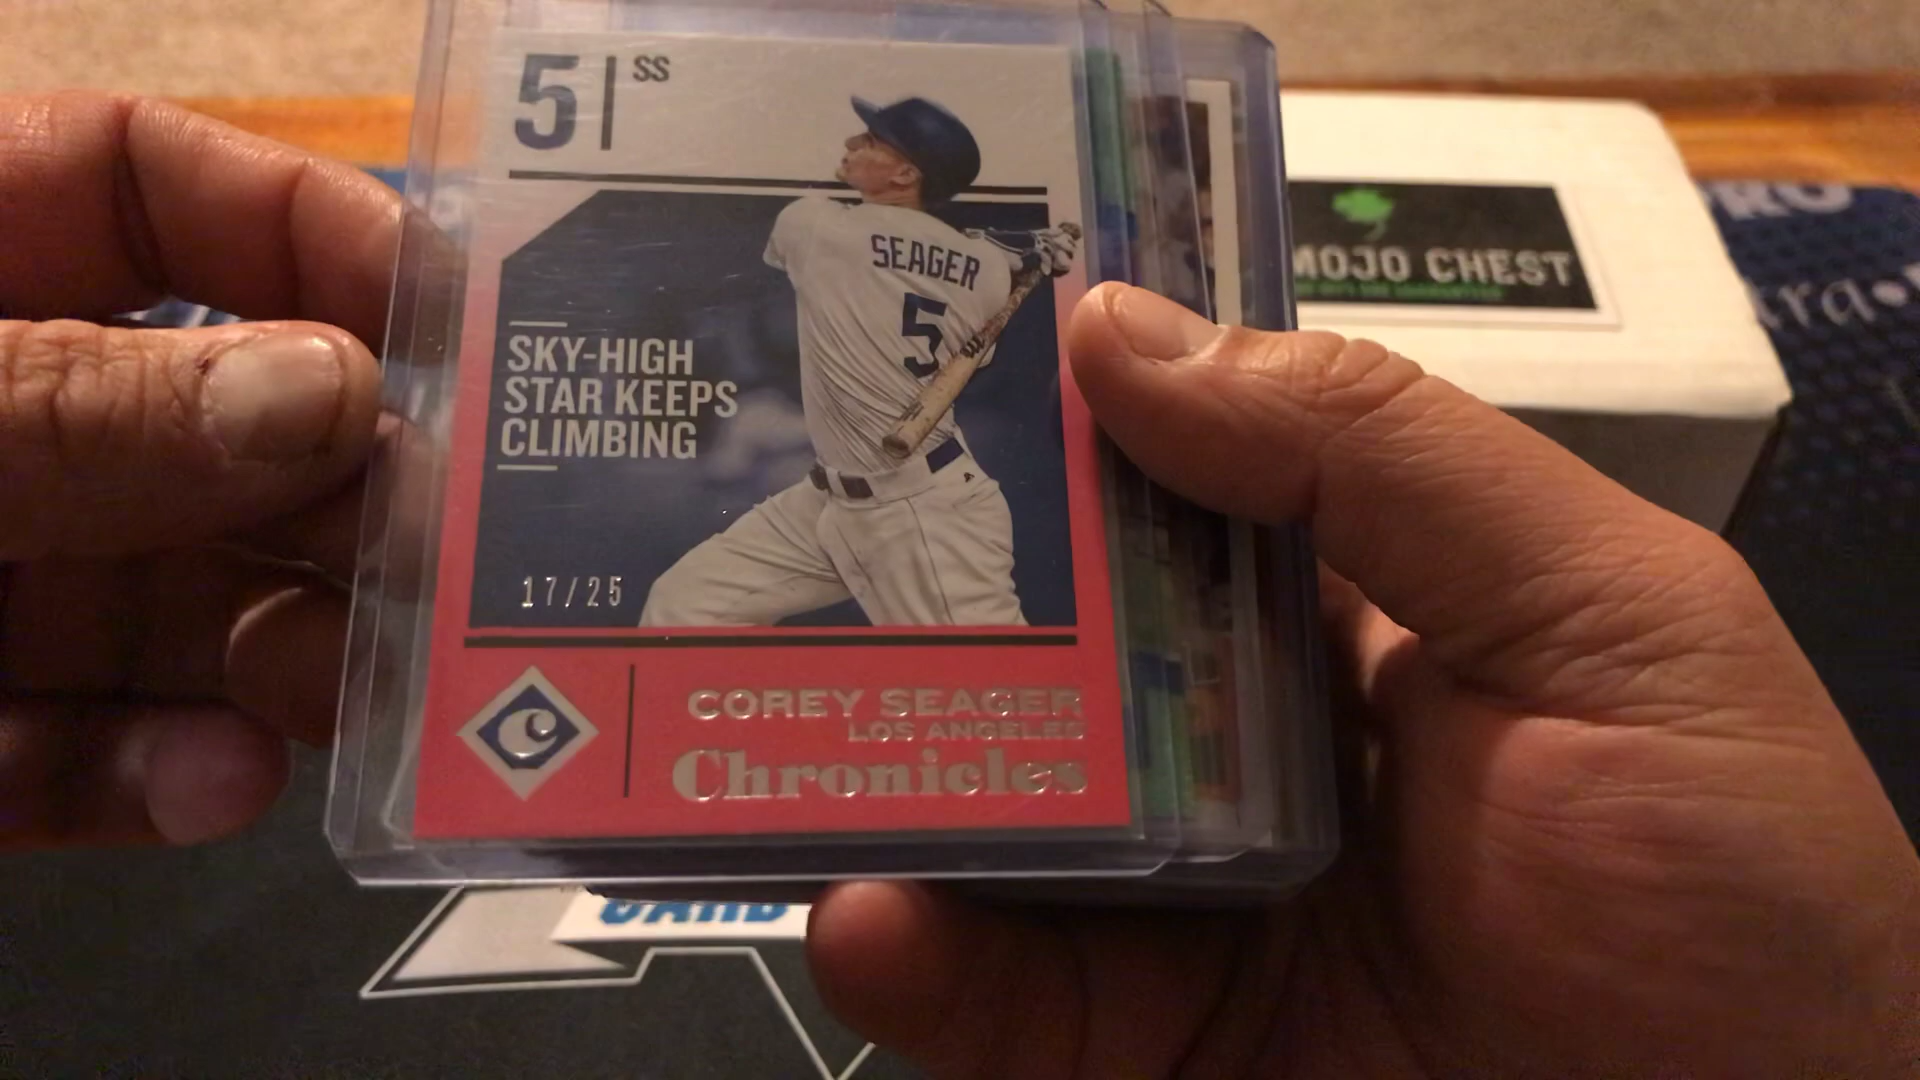 5 SS
SEAGER
5
SKY-HIGH
STAR KEEPS
CLIMBING
17/25
COREY SEAGER
LOS ANGELES
Chronicles
MOJO CHEST